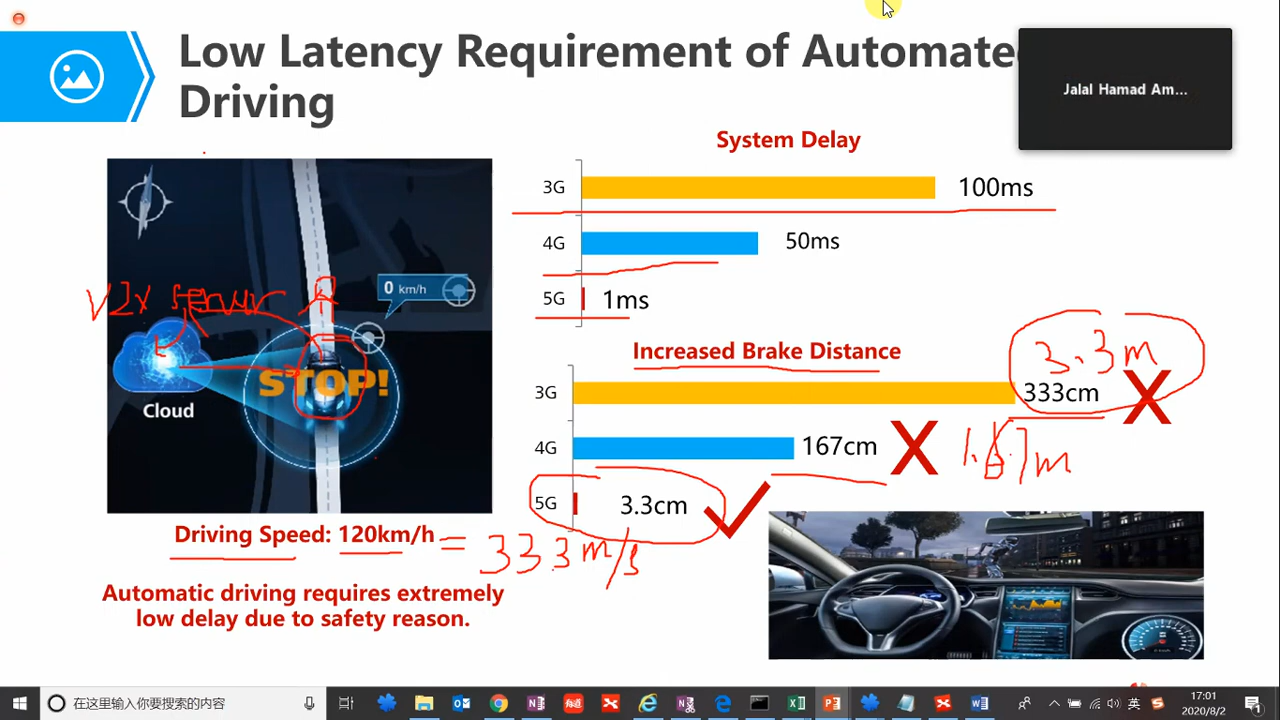 Low Latency Requirement of Automate
Driving
Jalal Hamad Am...
System Delay
3G
100ms
4G
50ms
5G
1ms
V2x server
0 km/h
STOP!
Cloud
Increased Brake Distance
3.3m
3G
333cm
4G
167cm
1.67m
5G
3.3cm
Driving Speed: 120km/h
= 33.3m/s
Automatic driving requires extremely
low delay due to safety reason.
在这里输入你要搜索的内容
英
17:01
2020/8/2